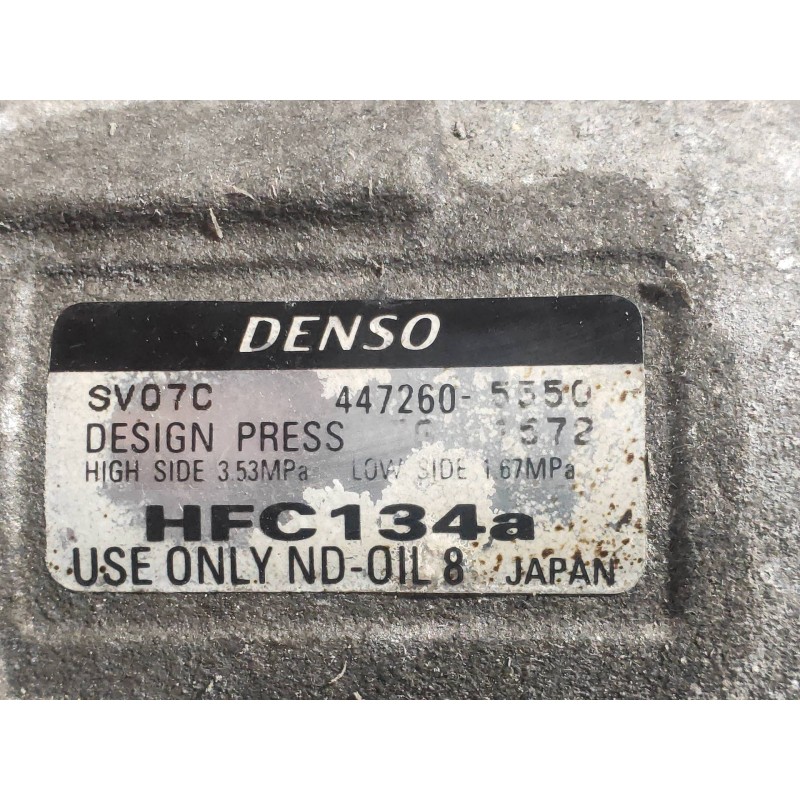 DENSO
SV07C 447260-5550
DESIGN PRESS
HIGH SIDE 3.53MPa LOW SIDE 1.67MPa
HFC134a
USE ONLY ND-OIL 8 JAPAN